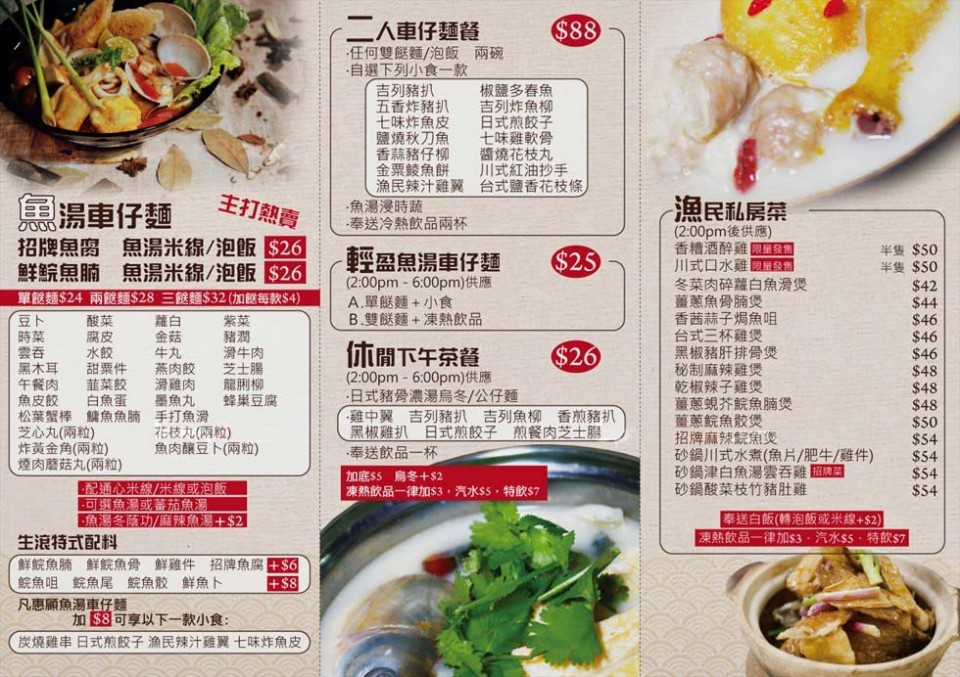 魚湯車仔麵 主打熱賣
招牌魚腐 魚湯米線/泡飯 $26
鮮鯇魚腩 魚湯米線/泡飯 $26
單餸麵$24 兩餸麵$28 三餸麵$32(加餸每款$4)
豆卜 酸菜 蘿白 紫菜
時菜 腐皮 金菇 豬潤
雲吞 水餃 牛丸 滑牛肉
黑木耳 甜栗件 燕肉餃 芝士腸
午餐肉 韮菜餃 滑雞肉 龍脷柳
魚皮餃 白魚蛋 墨魚丸 蜂巢豆腐
松葉蟹棒 鱅魚魚腩 手打魚滑
芝心丸(兩粒) 花枝丸(兩粒)
炸黃金角(兩粒) 魚肉釀豆卜(兩粒)
煙肉蘑菇丸(兩粒)
·配通心米線/米線或泡飯
·可選魚湯或蕃茄魚湯
·魚湯冬蔭功/麻辣魚湯+$2
生滾特式配料
鮮鯇魚腩 鮮鯇魚骨 鮮雞件 招牌魚腐 +$6
鯇魚咀 鯇魚尾 鯇魚骹 鮮魚卜 +$8
凡惠顧魚湯車仔麵
加 $8 可享以下一款小食:
炭燒雞串 日式煎餃子 漁民辣汁雞翼 七味炸魚皮
二人車仔麵餐 $88
·任何雙餸麵/泡飯 兩碗
·自選下列小食一款
吉列豬扒 椒鹽多春魚
五香炸豬扒 吉列炸魚柳
七味炸魚皮 日式煎餃子
鹽燒秋刀魚 七味雞軟骨
香蒜豬仔柳 醬燒花枝丸
金粟鯪魚餅 川式紅油抄手
漁民辣汁雞翼 台式鹽香花枝條
·魚湯浸時蔬
·奉送冷熱飲品兩杯
輕盈魚湯車仔麵 $25
(2:00pm - 6:00pm)供應
A.單餸麵+小食
B.雙餸麵+凍熱飲品
休閒下午茶餐 $26
(2:00pm - 6:00pm)供應
·日式豬骨濃湯烏冬/公仔麵
·雞中翼 吉列豬扒 吉列魚柳 香煎豬扒
黑椒雞扒 日式煎餃子 煎餐肉芝士腸
·奉送飲品一杯
加底$5 烏冬+$2
凍熱飲品一律加$3．汽水$5．特飲$7
漁民私房菜
(2:00pm後供應)
香糟酒醉雞 限量發售 半隻 $50
川式口水雞 限量發售 半隻 $50
冬菜肉碎蘿白魚滑煲 $42
薑蔥魚骨腩煲 $44
香茜蒜子焗魚咀 $46
台式三杯雞煲 $46
黑椒豬肝排骨煲 $46
秘制麻辣雞煲 $48
乾椒辣子雞煲 $48
薑蔥蜆芥鯇魚腩煲 $48
薑蔥鯇魚骹煲 $50
招牌麻辣鯇魚煲 $54
砂鍋川式水煮(魚片/肥牛/雞件) $54
砂鍋津白魚湯雲吞雞 招牌菜 $54
砂鍋酸菜枝竹豬肚雞 $54
奉送白飯(轉泡飯或米線+$2)
凍熱飲品一律加$3．汽水$5．特飲$7